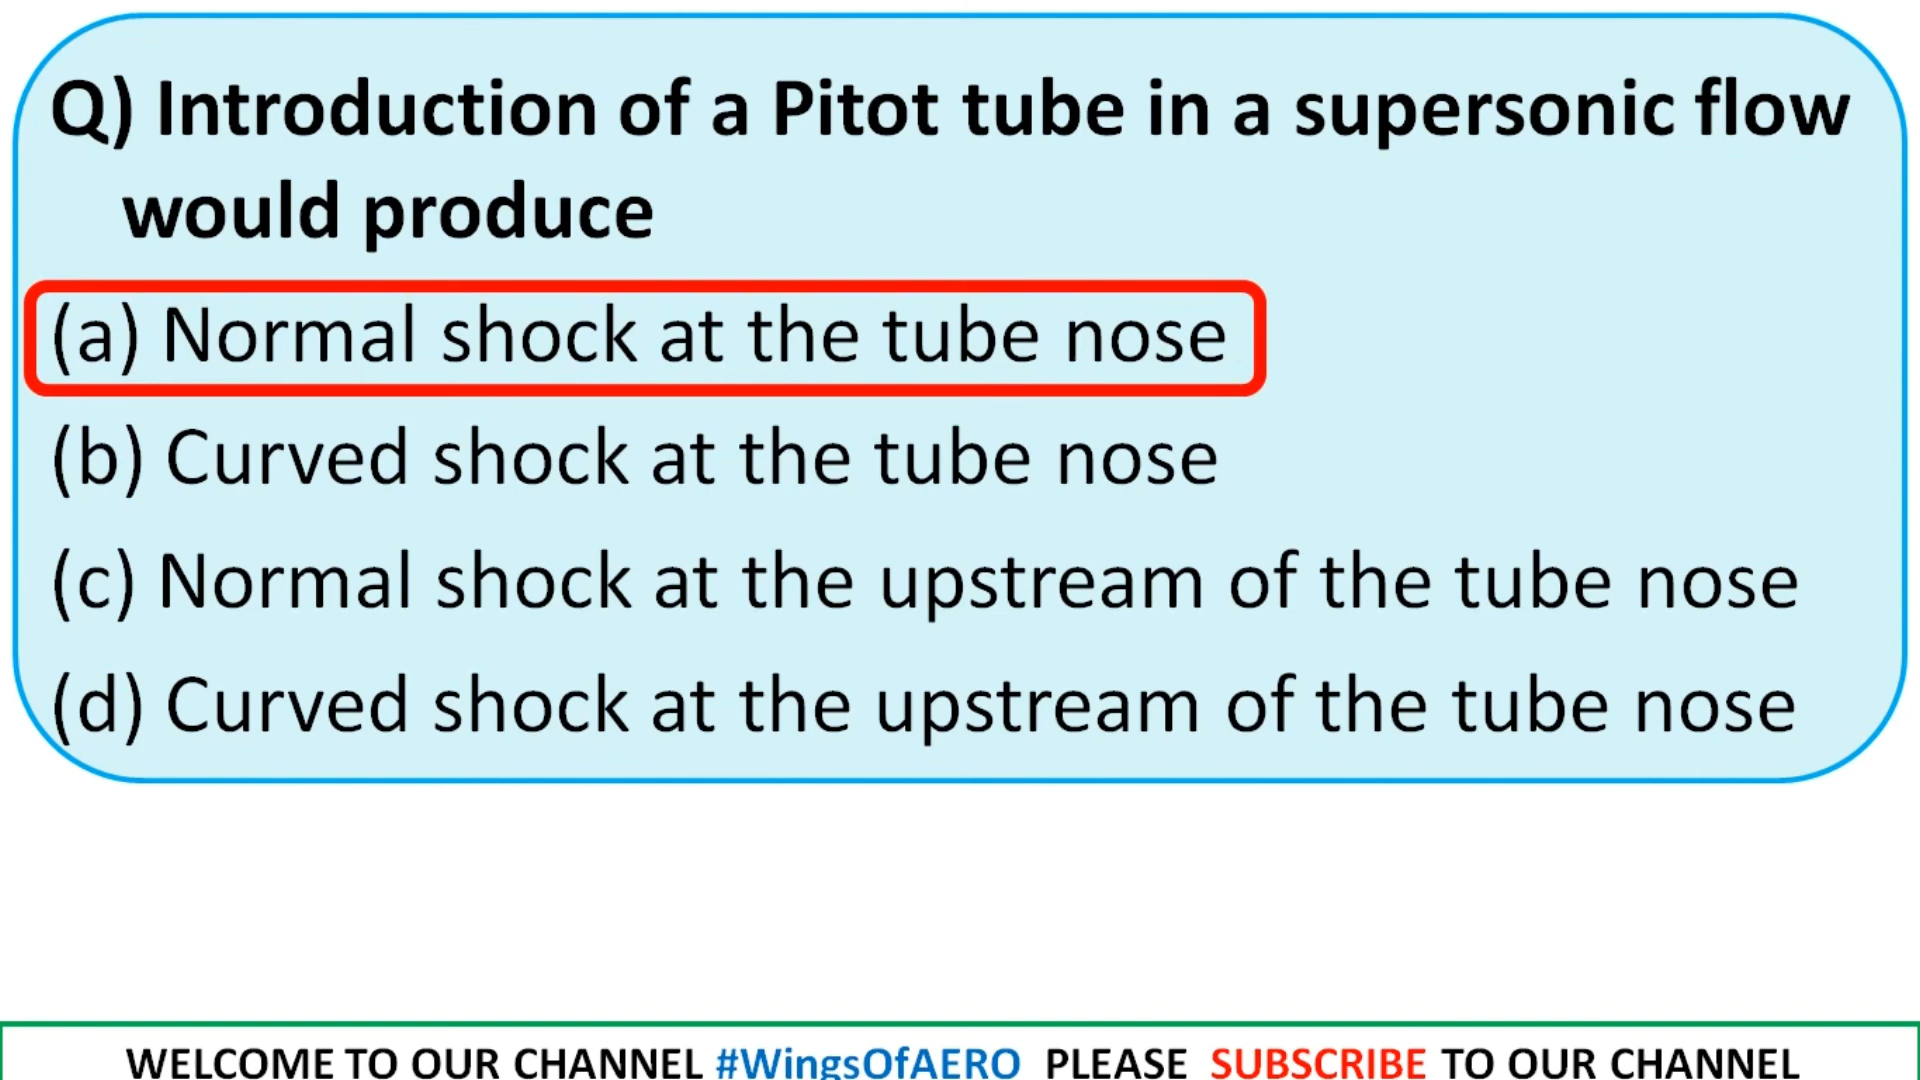 Q) Introduction of a Pitot tube in a supersonic flow
would produce
(a) Normal shock at the tube nose
(b) Curved shock at the tube nose
(c) Normal shock at the upstream of the tube nose
(d) Curved shock at the upstream of the tube nose
WELCOME TO OUR CHANNEL #WingsOfAERO PLEASE SUBSCRIBE TO OUR CHANNEL